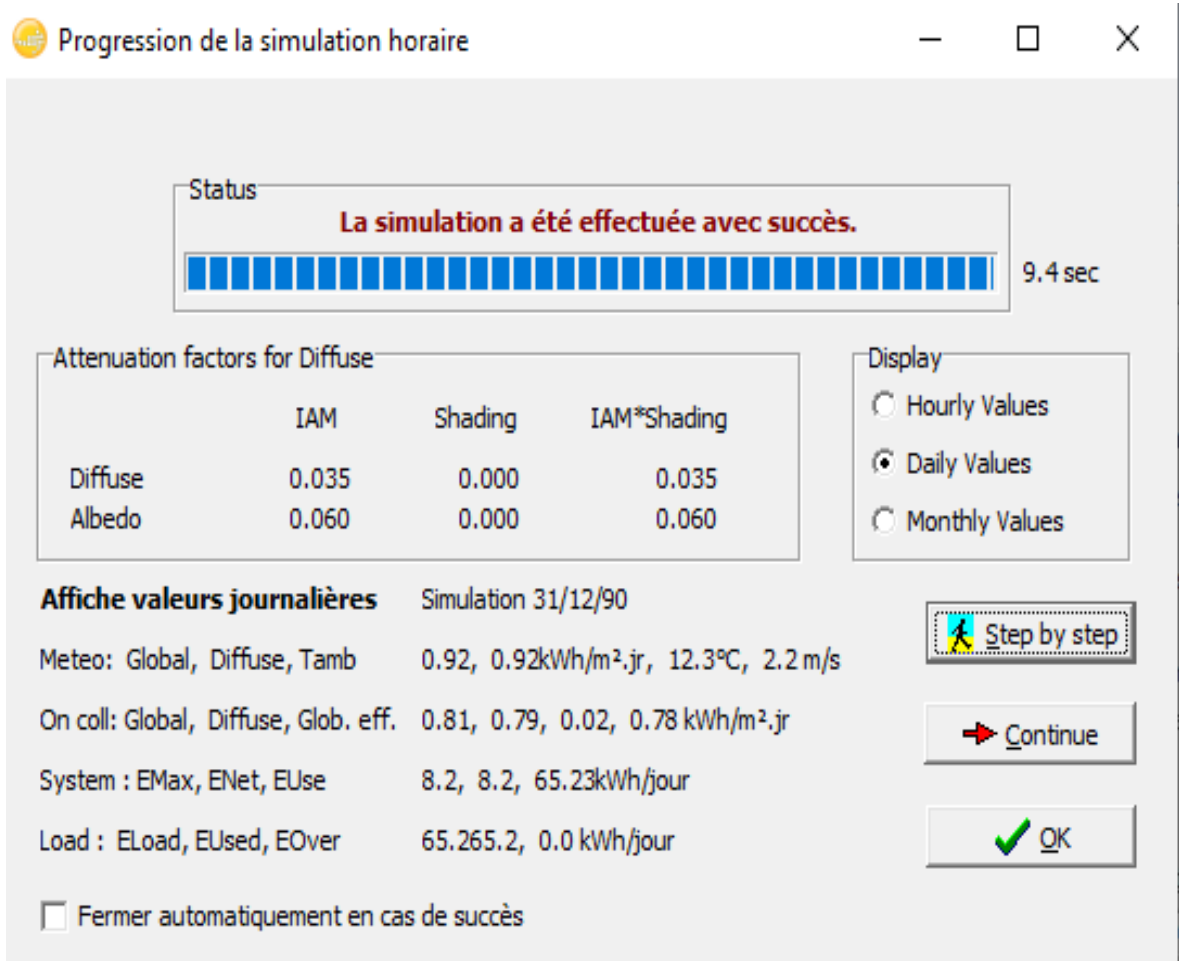 Progression de la simulation horaire
Status
La simulation a été effectuée avec succès.
9.4 sec
Attenuation factors for Diffuse
IAM Shading IAM*Shading
Diffuse 0.035 0.000 0.035
Albedo 0.060 0.000 0.060
Display
Hourly Values
Daily Values
Monthly Values
Affiche valeurs journalières Simulation 31/12/90
Meteo: Global, Diffuse, Tamb 0.92, 0.92kWh/m².jr, 12.3°C, 2.2 m/s
On coll: Global, Diffuse, Glob. eff. 0.81, 0.79, 0.02, 0.78 kWh/m².jr
System : EMax, ENet, EUse 8.2, 8.2, 65.23kWh/jour
Load : ELoad, EUsed, EOver 65.265.2, 0.0 kWh/jour
Step by step
Continue
OK
Fermer automatiquement en cas de succès